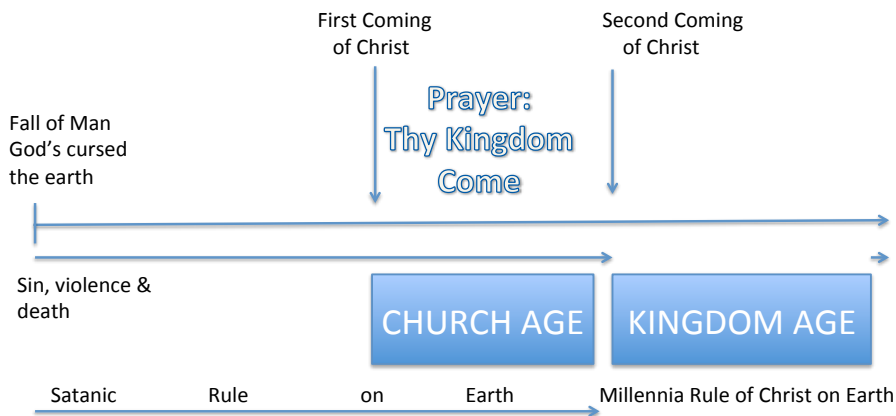 First Coming
of Christ
Second Coming
of Christ
Prayer:
Thy Kingdom
Come
Fall of Man
God's cursed
the earth
Sin, violence &
death
CHURCH AGE
KINGDOM AGE
Satanic Rule on Earth
Millennia Rule of Christ on Earth